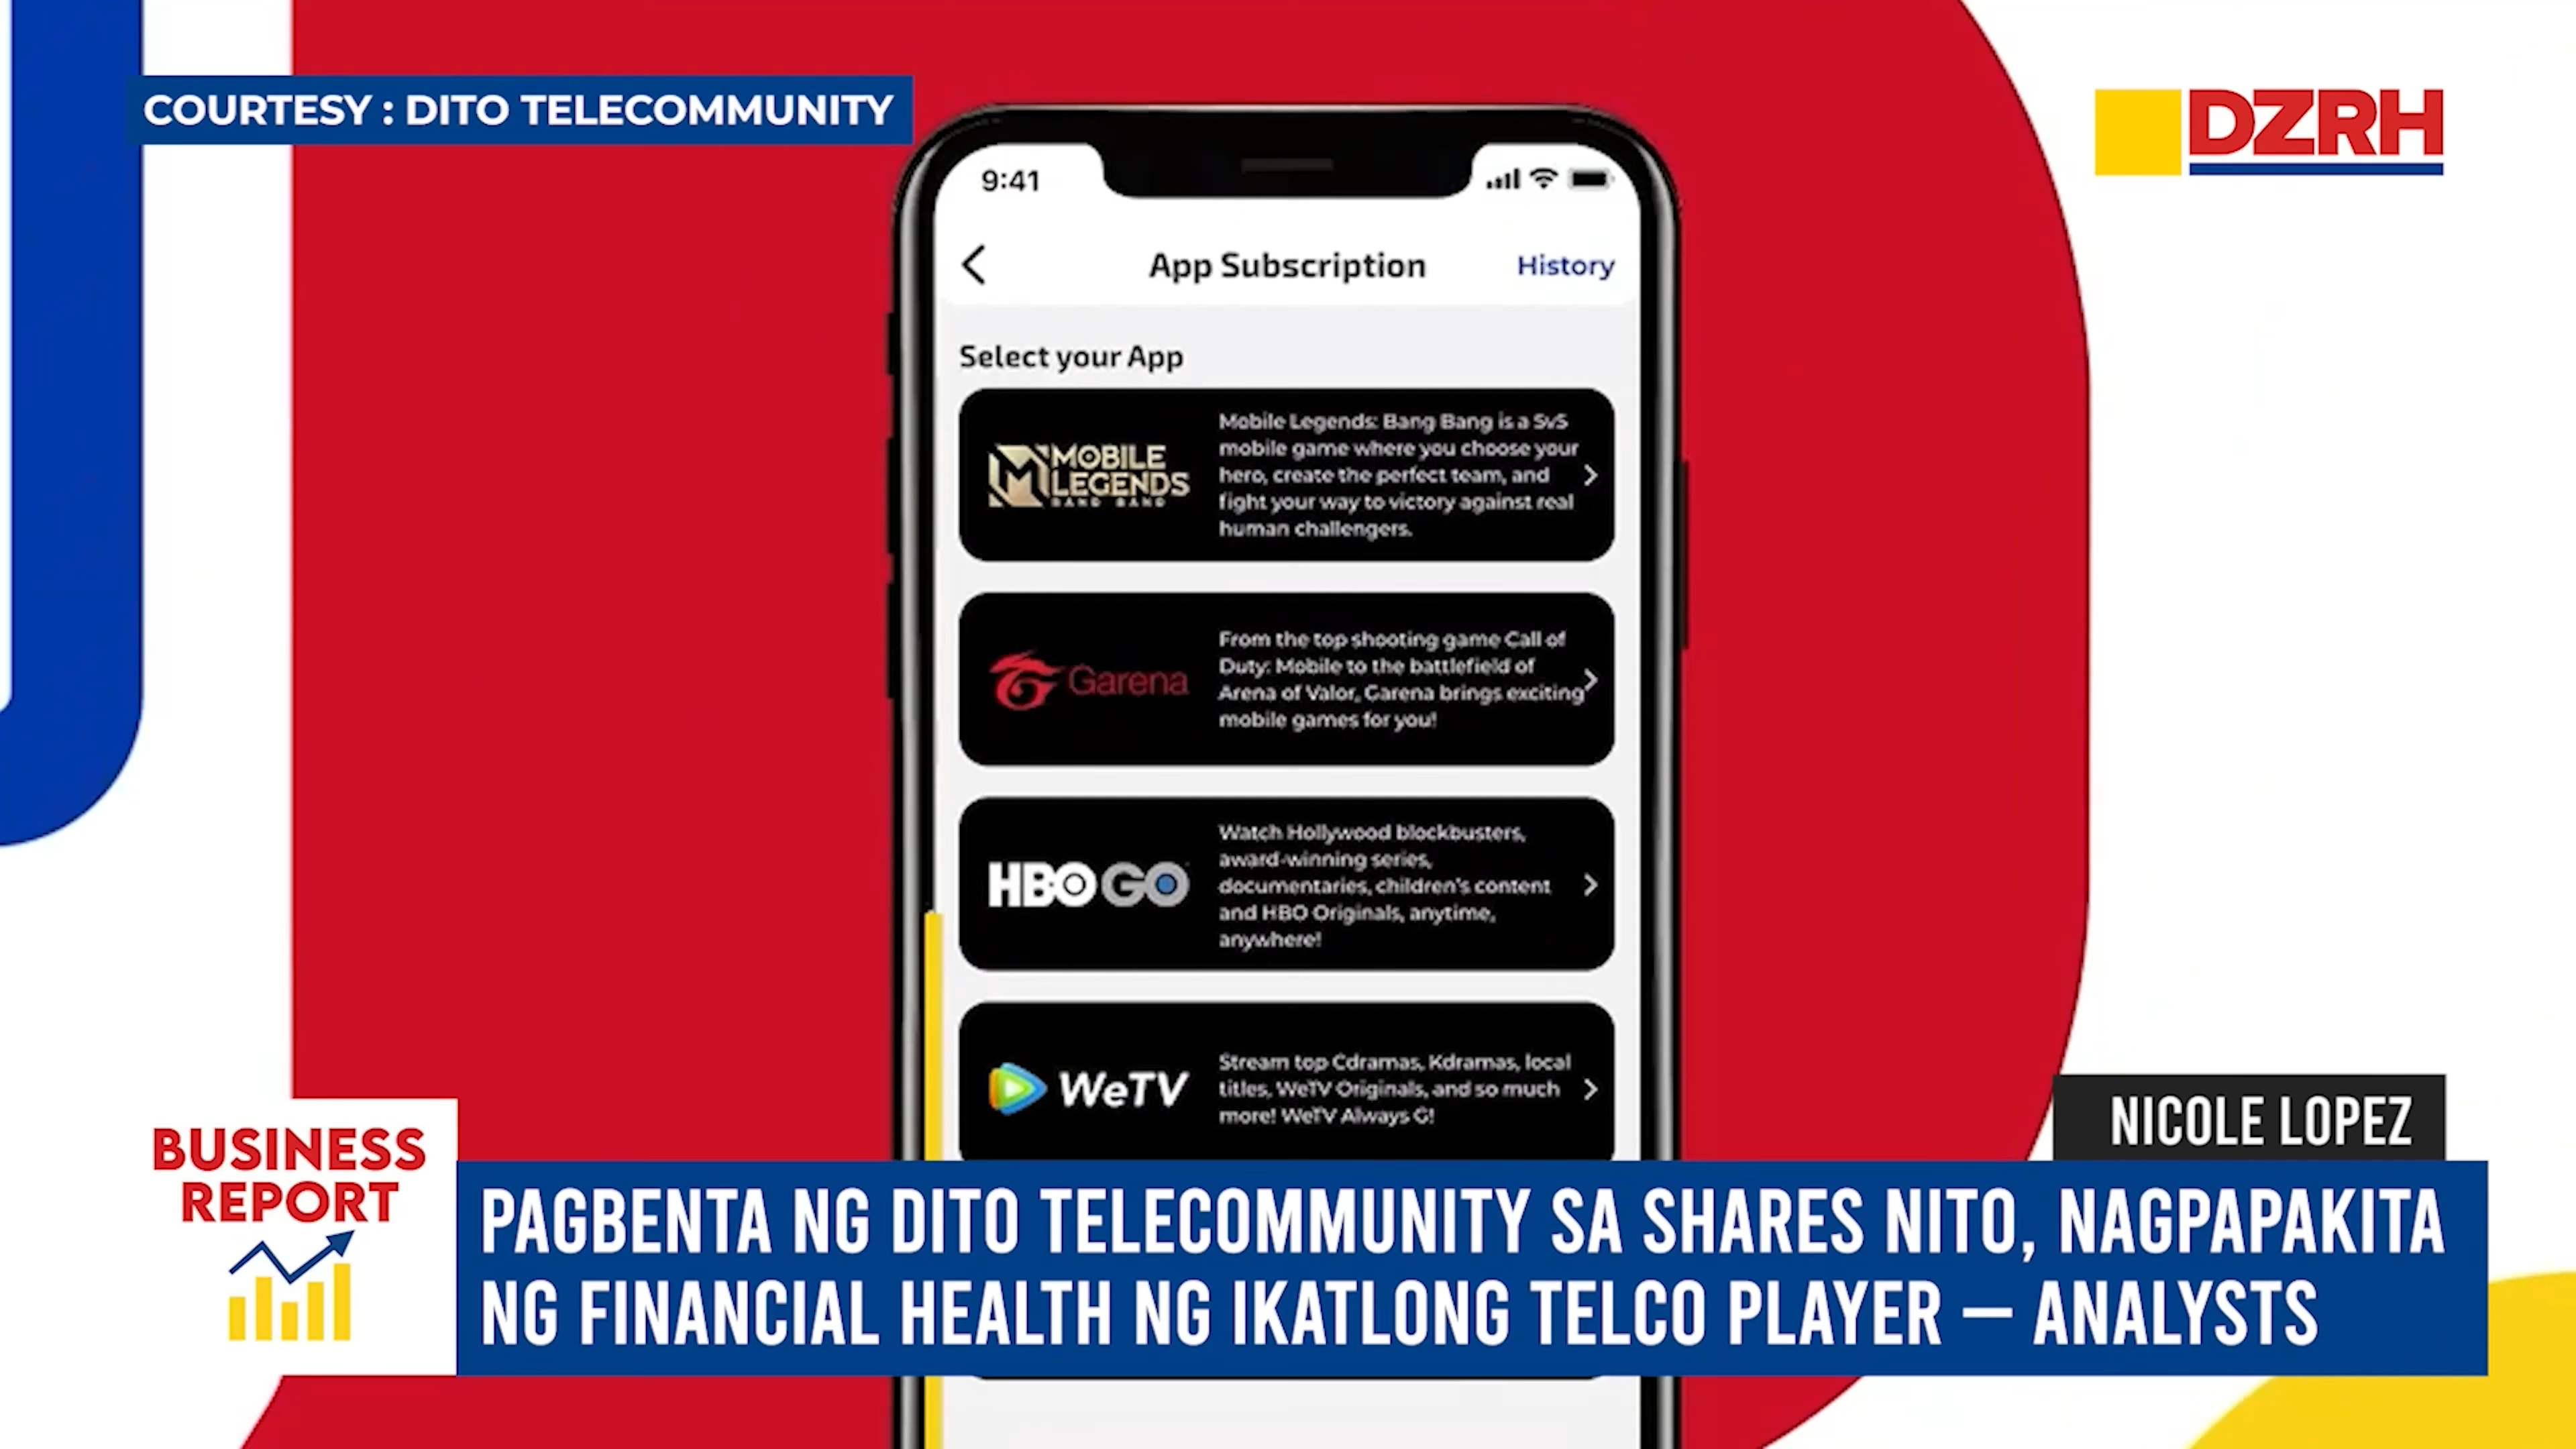 COURTESY : DITO TELECOMMUNITY
DZRH
9:41
App Subscription
History
Select your App
MOBILE
LEGENDS
BANG BANG
Mobile Legends: Bang Bang is a 5v5
mobile game where you choose your
hero, create the perfect team, and
fight your way to victory against real
human challengers.
Garena
From the top shooting game Call of
Duty: Mobile to the battlefield of
Arena of Valor, Garena brings exciting
mobile games for you!
HBO GO
Watch Hollywood blockbusters,
award-winning series,
documentaries, children's content
and HBO Originals, anytime,
anywhere!
WeTV
Stream top Cdramas, Kdramas, local
titles, WeTV Originals, and so much
more! WeTV Always G!
NICOLE LOPEZ
BUSINESS
REPORT
PAGBENTA NG DITO TELECOMMUNITY SA SHARES NITO, NAGPAPAKITA
NG FINANCIAL HEALTH NG IKATLONG TELCO PLAYER – ANALYSTS